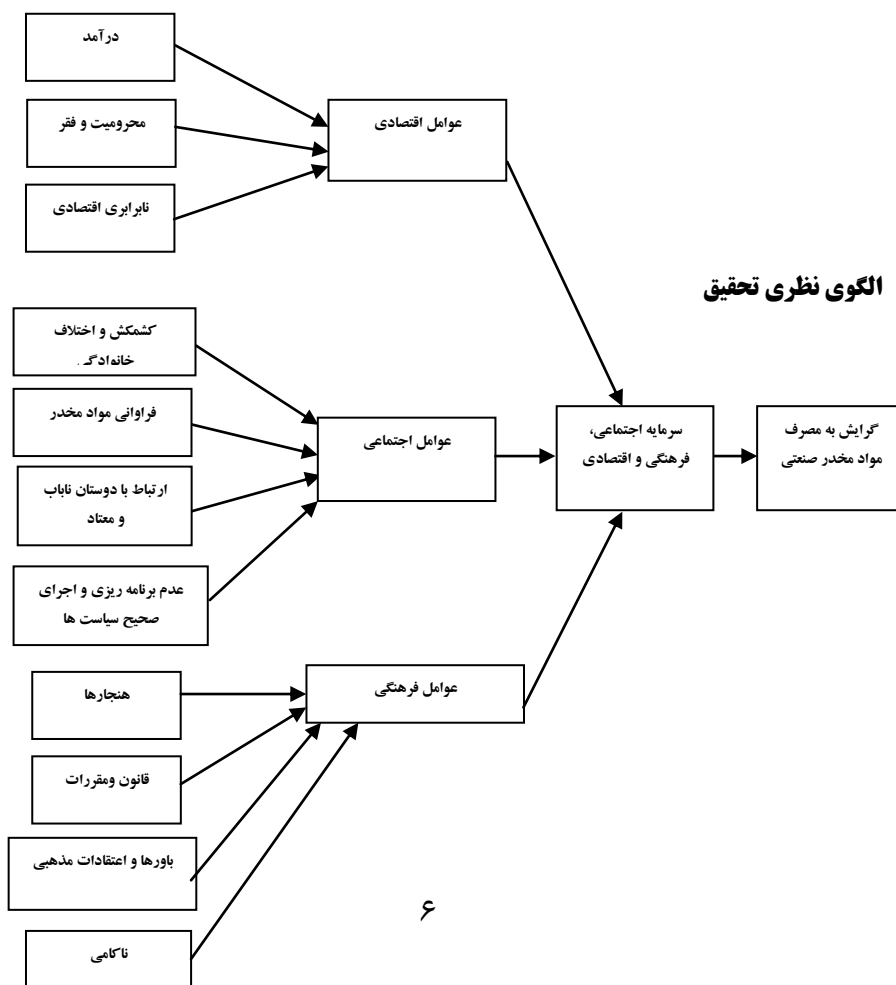 درآمد
محرومیت و فقر
نابرابری اقتصادی
عوامل اقتصادی
الگوی نظری تحقیق
کشمکش و اختلاف
خانوادگی
فراوانی مواد مخدر
ارتباط با دوستان ناباب
و معتاد
عدم برنامه ریزی و اجرای
صحیح سیاست ها
عوامل اجتماعی
سرمایه اجتماعی،
فرهنگی و اقتصادی
گرایش به مصرف
مواد مخدر صنعتی
هنجارها
قانون ومقررات
باورها و اعتقادات مذهبی
ناکامی
عوامل فرهنگی
۶